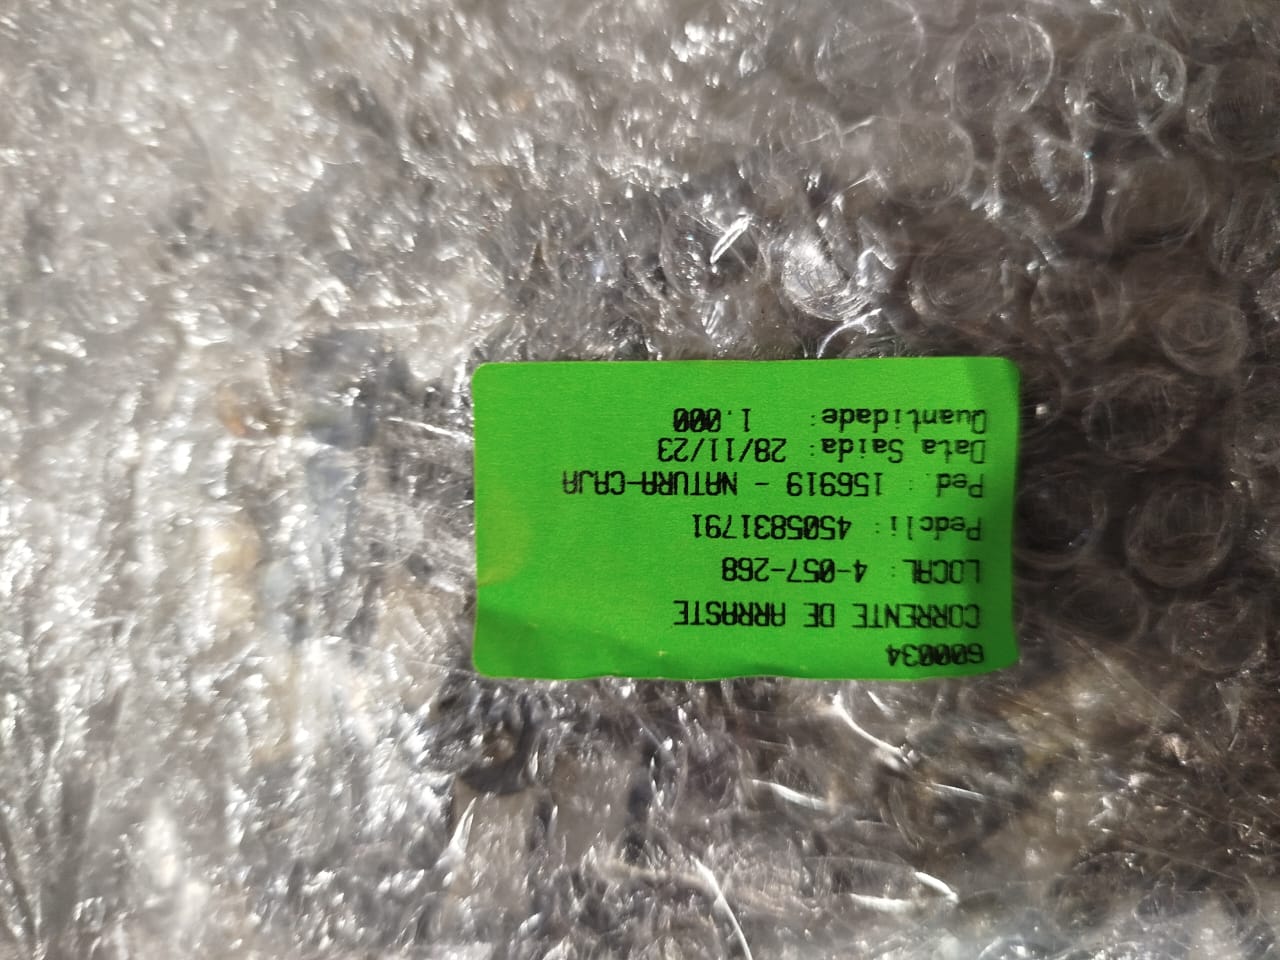 600034
CORRENTE DE ARRASTE
LOCAL: 4-057-268
Pedcli: 4505831791
Ped. : 156919 - NATURA-CAJA
Data Saida: 28/11/23
Quantidade: 1.000